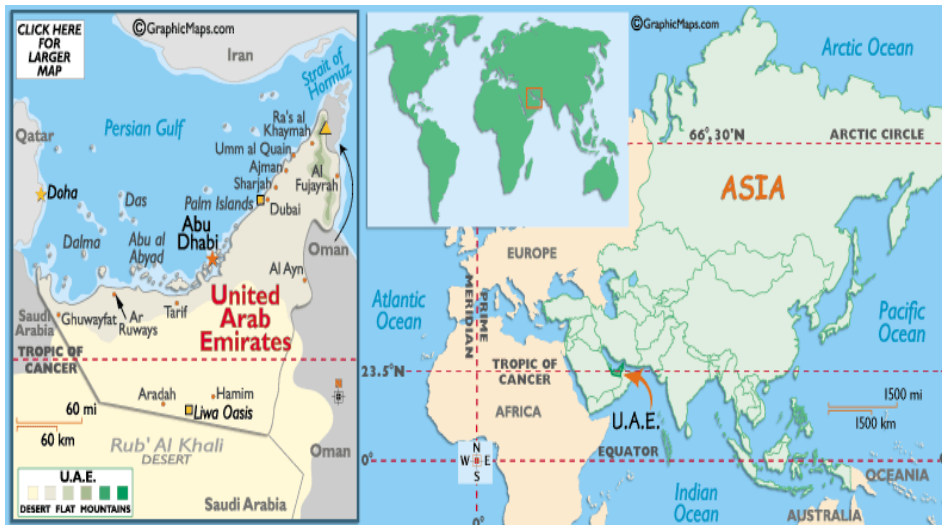 CLICK HERE
FOR
LARGER
MAP
©GraphicMaps.com
Iran
Strait of
Hormuz
Qatar
Persian Gulf
Ra's al
Khaymah
Umm al Quain
Ajman
Sharjah
Al
Fujayrah
Palm Islands
Dubai
Doha
Das
Dalma
Abu al
Abyad
Abu
Dhabi
Oman
Al Ayn
United
Arab
Emirates
Saudi
Arabia
Ghuwayfat
Ar
Ruways
Tarif
TROPIC OF
CANCER
60 mi
60 km
Aradah
Hamim
Liwa Oasis
Rub' Al Khali
DESERT
Oman
Saudi Arabia
U.A.E.
DESERT FLAT MOUNTAINS
©GraphicMaps.com
Arctic Ocean
66°,30'N
ARCTIC CIRCLE
ASIA
EUROPE
Atlantic
Ocean
PRIME
MERIDIAN
Pacific
Ocean
23.5°N
TROPIC OF
CANCER
AFRICA
U.A.E.
1500 mi
1500 km
EQUATOR
N
W E
S
0°
0°
OCEANIA
Indian
Ocean
AUSTRALIA
0°